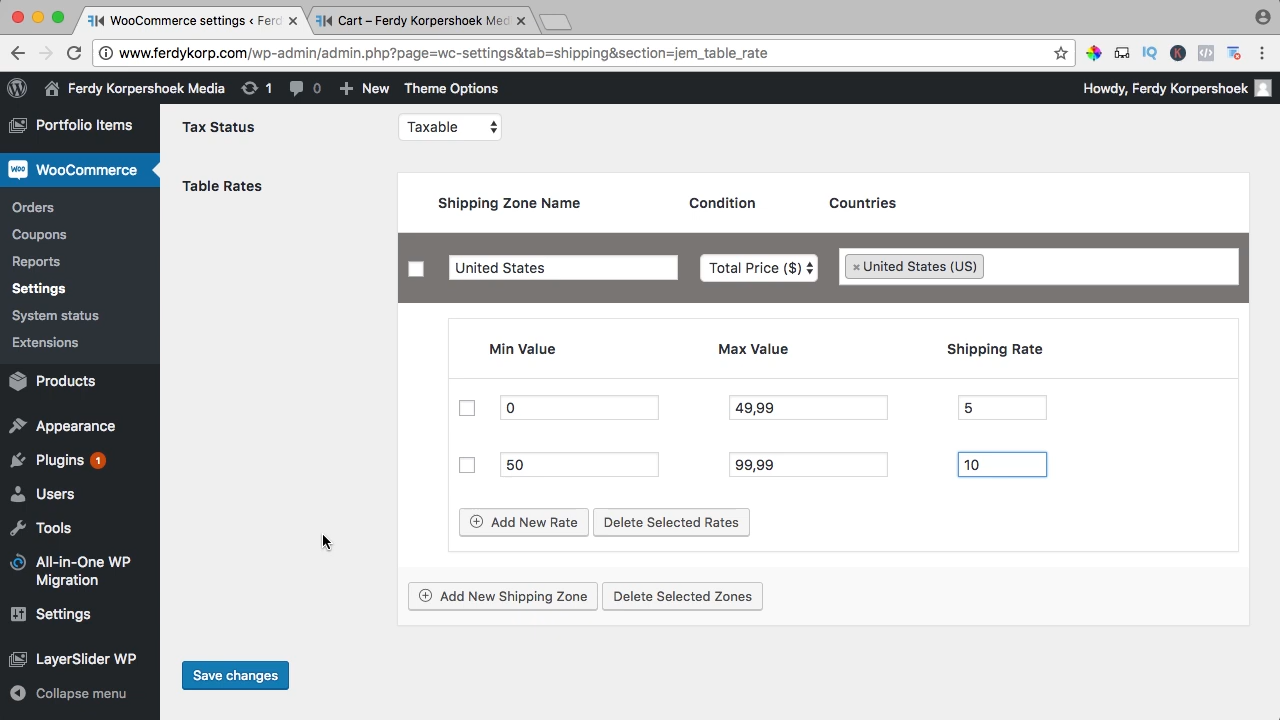 WooCommerce settings ‹ Ferd
Cart – Ferdy Korpershoek Med
www.ferdykorp.com/wp-admin/admin.php?page=wc-settings&tab=shipping&section=jem_table_rate
Ferdy Korpershoek Media
1
0
New
Theme Options
Howdy, Ferdy Korpershoek
Portfolio Items
WooCommerce
Orders
Coupons
Reports
Settings
System status
Extensions
Products
Appearance
Plugins 1
Users
Tools
All-in-One WP
Migration
Settings
LayerSlider WP
Collapse menu
Tax Status
Taxable
Table Rates
Shipping Zone Name Condition Countries
United States Total Price ($) × United States (US)
Min Value Max Value Shipping Rate
0 49,99 5
50 99,99 10
Add New Rate Delete Selected Rates
Add New Shipping Zone Delete Selected Zones
Save changes